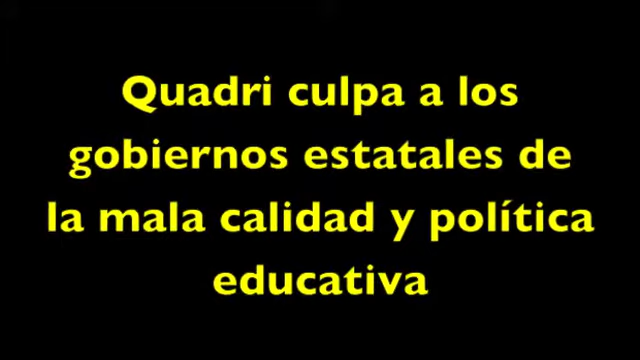 Quadri culpa a los
gobiernos estatales de
la mala calidad y política
educativa